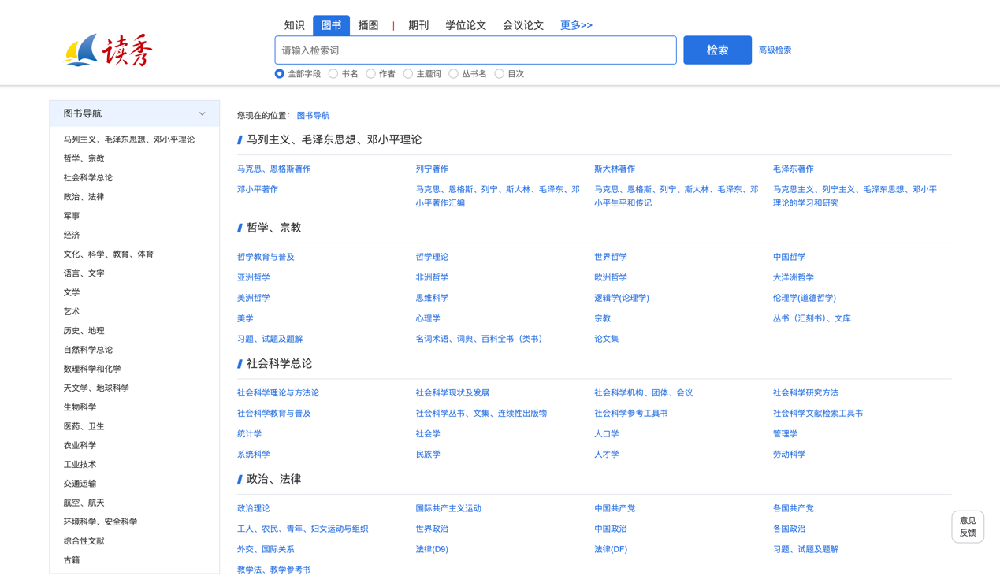 读秀
知识 图书 插图 | 期刊 学位论文 会议论文 更多>>
请输入检索词 检索 高级检索
全部字段 书名 作者 主题词 丛书名 目次
图书导航
马列主义、毛泽东思想、邓小平理论
哲学、宗教
社会科学总论
政治、法律
军事
经济
文化、科学、教育、体育
语言、文字
文学
艺术
历史、地理
自然科学总论
数理科学和化学
天文学、地球科学
生物科学
医药、卫生
农业科学
工业技术
交通运输
航空、航天
环境科学、安全科学
综合性文献
古籍
您现在的位置： 图书导航
马列主义、毛泽东思想、邓小平理论
马克思、恩格斯著作 列宁著作 斯大林著作 毛泽东著作
邓小平著作 马克思、恩格斯、列宁、斯大林、毛泽东、邓 马克思、恩格斯、列宁、斯大林、毛泽东、邓 马克思主义、列宁主义、毛泽东思想、邓小平
小平著作汇编 小平生平和传记 理论的学习和研究
哲学、宗教
哲学教育与普及 哲学理论 世界哲学 中国哲学
亚洲哲学 非洲哲学 欧洲哲学 大洋洲哲学
美洲哲学 思维科学 逻辑学(论理学) 伦理学(道德哲学)
美学 心理学 宗教 丛书（汇刻书）、文库
习题、试题及题解 名词术语、词典、百科全书（类书） 论文集
社会科学总论
社会科学理论与方法论 社会科学现状及发展 社会科学机构、团体、会议 社会科学研究方法
社会科学教育与普及 社会科学丛书、文集、连续性出版物 社会科学参考工具书 社会科学文献检索工具书
统计学 社会学 人口学 管理学
系统科学 民族学 人才学 劳动科学
政治、法律
政治理论 国际共产主义运动 中国共产党 各国共产党
工人、农民、青年、妇女运动与组织 世界政治 中国政治 各国政治
外交、国际关系 法律(D9) 法律(DF) 习题、试题及题解
教学法、教学参考书
意见
反馈